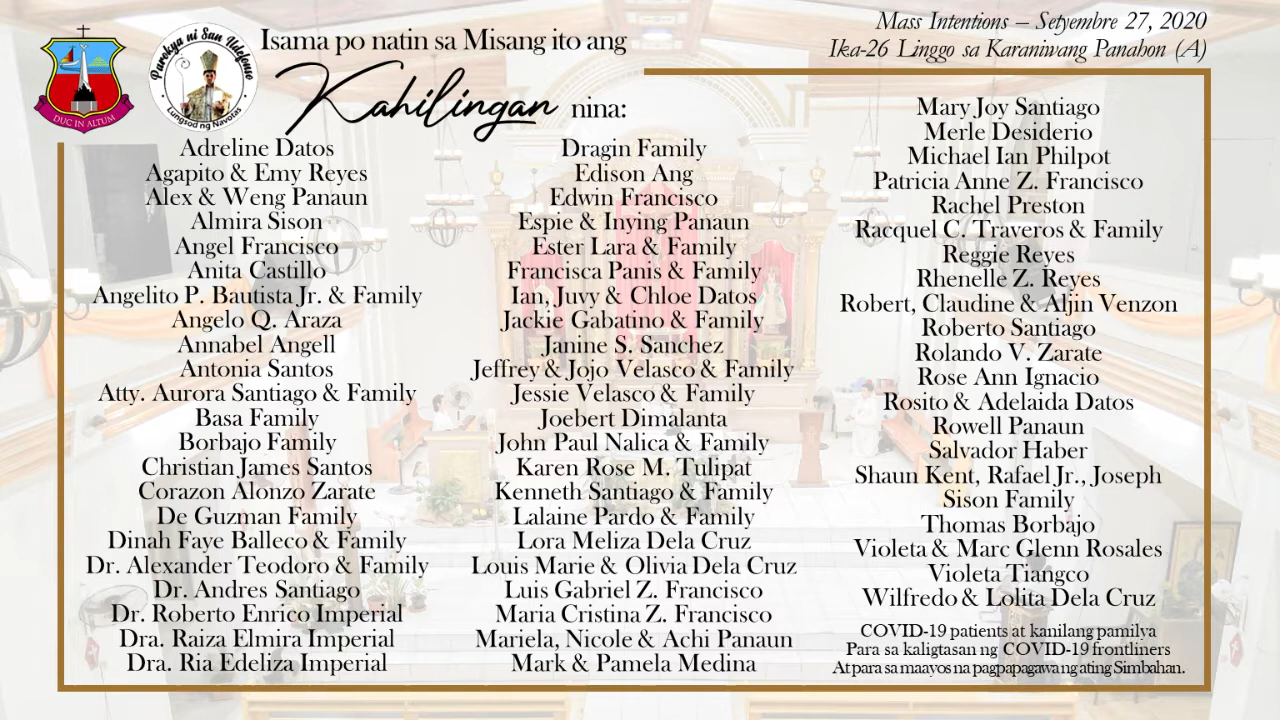 DUC IN ALTUM
Parokya ni San Ildefonso
Lungsod ng Navotas
Isama po natin sa Misang ito ang
Kahilingan nina:
Mass Intentions – Setyembre 27, 2020
Ika-26 Linggo sa Karaniwang Panahon (A)
Adreline Datos
Agapito & Emy Reyes
Alex & Weng Panaun
Almira Sison
Angel Francisco
Anita Castillo
Angelito P. Bautista Jr. & Family
Angelo Q. Araza
Annabel Angell
Antonia Santos
Atty. Aurora Santiago & Family
Basa Family
Borbajo Family
Christian James Santos
Corazon Alonzo Zarate
De Guzman Family
Dinah Faye Balleco & Family
Dr. Alexander Teodoro & Family
Dr. Andres Santiago
Dr. Roberto Enrico Imperial
Dra. Raiza Elmira Imperial
Dra. Ria Edeliza Imperial
Dragin Family
Edison Ang
Edwin Francisco
Espie & Inying Panaun
Ester Lara & Family
Francisca Panis & Family
Ian, Juvy & Chloe Datos
Jackie Gabatino & Family
Janine S. Sanchez
Jeffrey & Jojo Velasco & Family
Jessie Velasco & Family
Joebert Dimalanta
John Paul Nalica & Family
Karen Rose M. Tulipat
Kenneth Santiago & Family
Lalaine Pardo & Family
Lora Meliza Dela Cruz
Louis Marie & Olivia Dela Cruz
Luis Gabriel Z. Francisco
Maria Cristina Z. Francisco
Mariela, Nicole & Achi Panaun
Mark & Pamela Medina
Mary Joy Santiago
Merle Desiderio
Michael Ian Philpot
Patricia Anne Z. Francisco
Rachel Preston
Racquel C. Traveros & Family
Reggie Reyes
Rhenelle Z. Reyes
Robert, Claudine & Aljin Venzon
Roberto Santiago
Rolando V. Zarate
Rose Ann Ignacio
Rosito & Adelaida Datos
Rowell Panaun
Salvador Haber
Shaun Kent, Rafael Jr., Joseph
Sison Family
Thomas Borbajo
Violeta & Marc Glenn Rosales
Violeta Tiangco
Wilfredo & Lolita Dela Cruz
COVID-19 patients at kanilang pamilya
Para sa kaligtasan ng COVID-19 frontliners
At para sa maayos na pagpapagawa ng ating Simbahan.